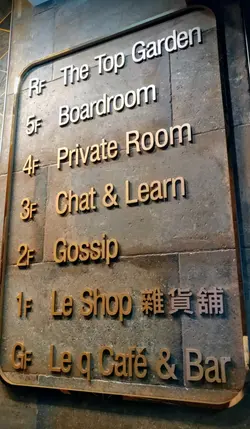 RF The Top Garden
5F Boardroom
4F Private Room
3F Chat & Learn
2F Gossip
1F Le Shop 雜貨舖
GF Le q Café & Bar